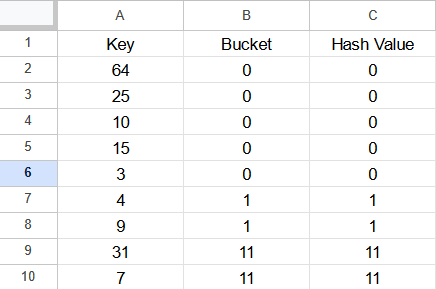 A B C
1 Key Bucket Hash Value
2 64 0 0
3 25 0 0
4 10 0 0
5 15 0 0
6 3 0 0
7 4 1 1
8 9 1 1
9 31 11 11
10 7 11 11